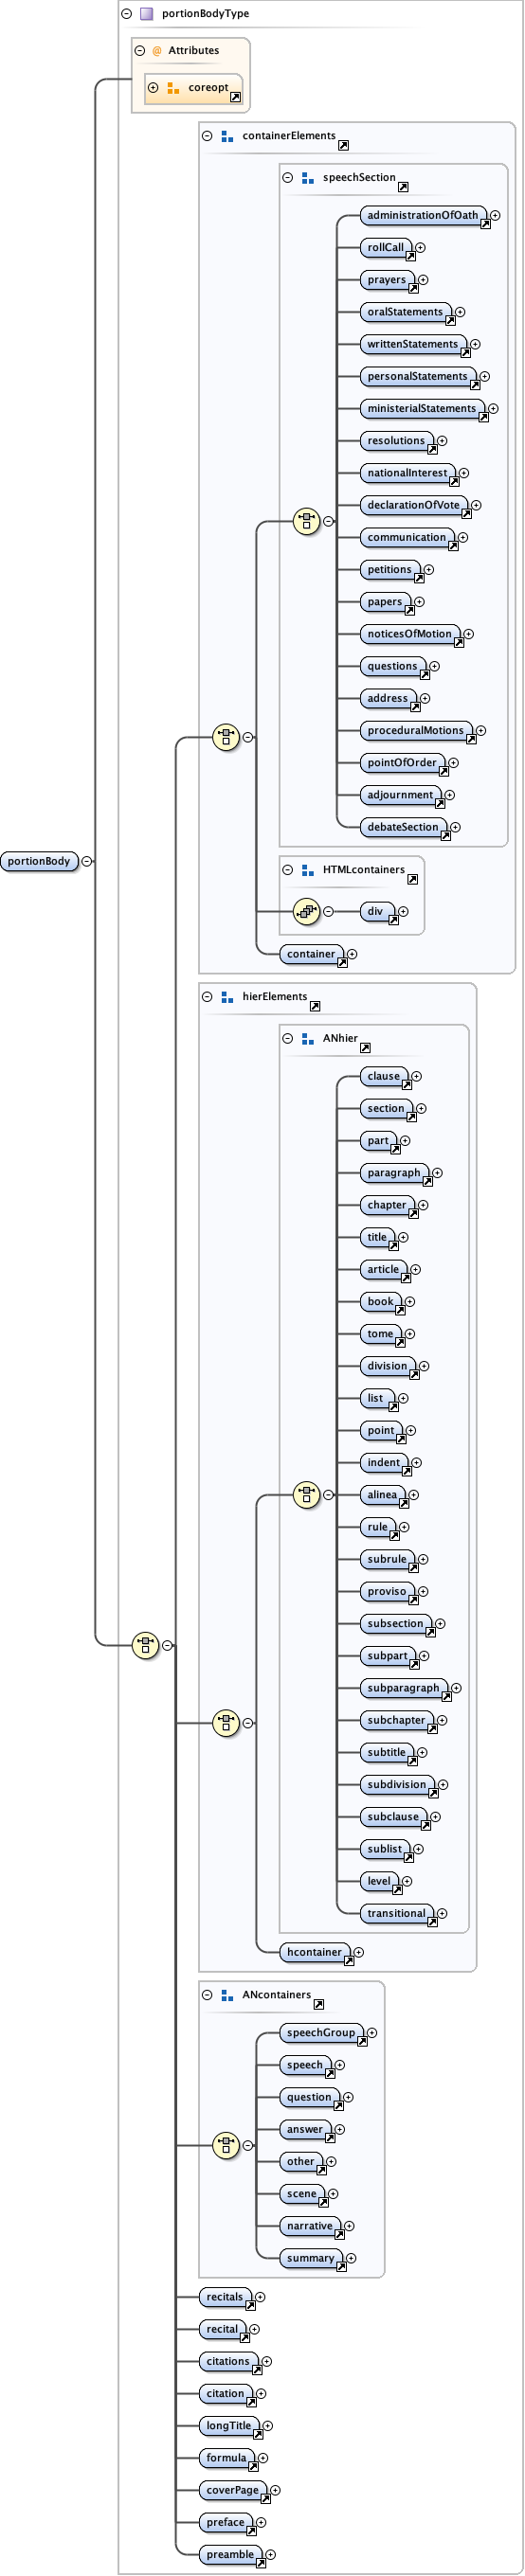 portionBodyType
@ Attributes
coreopt
containerElements
speechSection
administrationOfOath
rollCall
prayers
oralStatements
writtenStatements
personalStatements
ministerialStatements
resolutions
nationalInterest
declarationOfVote
communication
petitions
papers
noticesOfMotion
questions
address
proceduralMotions
pointOfOrder
adjournment
debateSection
portionBody
HTMLcontainers
div
container
hierElements
ANhier
clause
section
part
paragraph
chapter
title
article
book
tome
division
list
point
indent
alinea
rule
subrule
proviso
subsection
subpart
subparagraph
subchapter
subtitle
subdivision
subclause
sublist
level
transitional
hcontainer
ANcontainers
speechGroup
speech
question
answer
other
scene
narrative
summary
recitals
recital
citations
citation
longTitle
formula
coverPage
preface
preamble